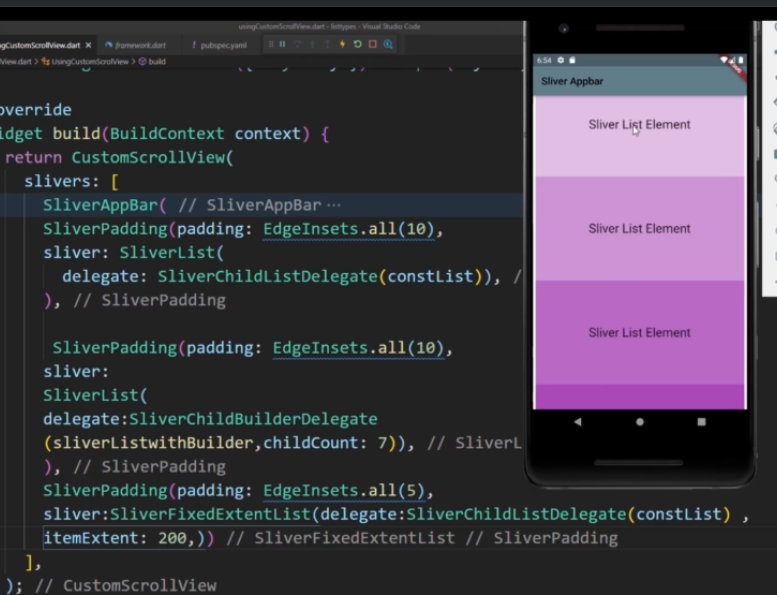 usingCustomScrollView.dart - listtypes - Visual Studio Code
ngCustomScrollView.dart
framework.dart
! pubspec.yaml
View.dart > UsingCustomScrollView > build
override
idget build(BuildContext context) {
return CustomScrollView(
slivers: [
SliverAppBar( // SliverAppBar ...
SliverPadding(padding: EdgeInsets.all(10),
sliver: SliverList(
delegate: SliverChildListDelegate(constList)), /
), // SliverPadding
SliverPadding(padding: EdgeInsets.all(10),
sliver:
SliverList(
delegate:SliverChildBuilderDelegate
(sliverListwithBuilder,childCount: 7)), // SliverL
), // SliverPadding
SliverPadding(padding: EdgeInsets.all(5),
sliver:SliverFixedExtentList(delegate:SliverChildListDelegate(constList) ,
itemExtent: 200,)) // SliverFixedExtentList // SliverPadding
],
); // CustomScrollView
6:54
Sliver Appbar
Sliver List Element
Sliver List Element
Sliver List Element